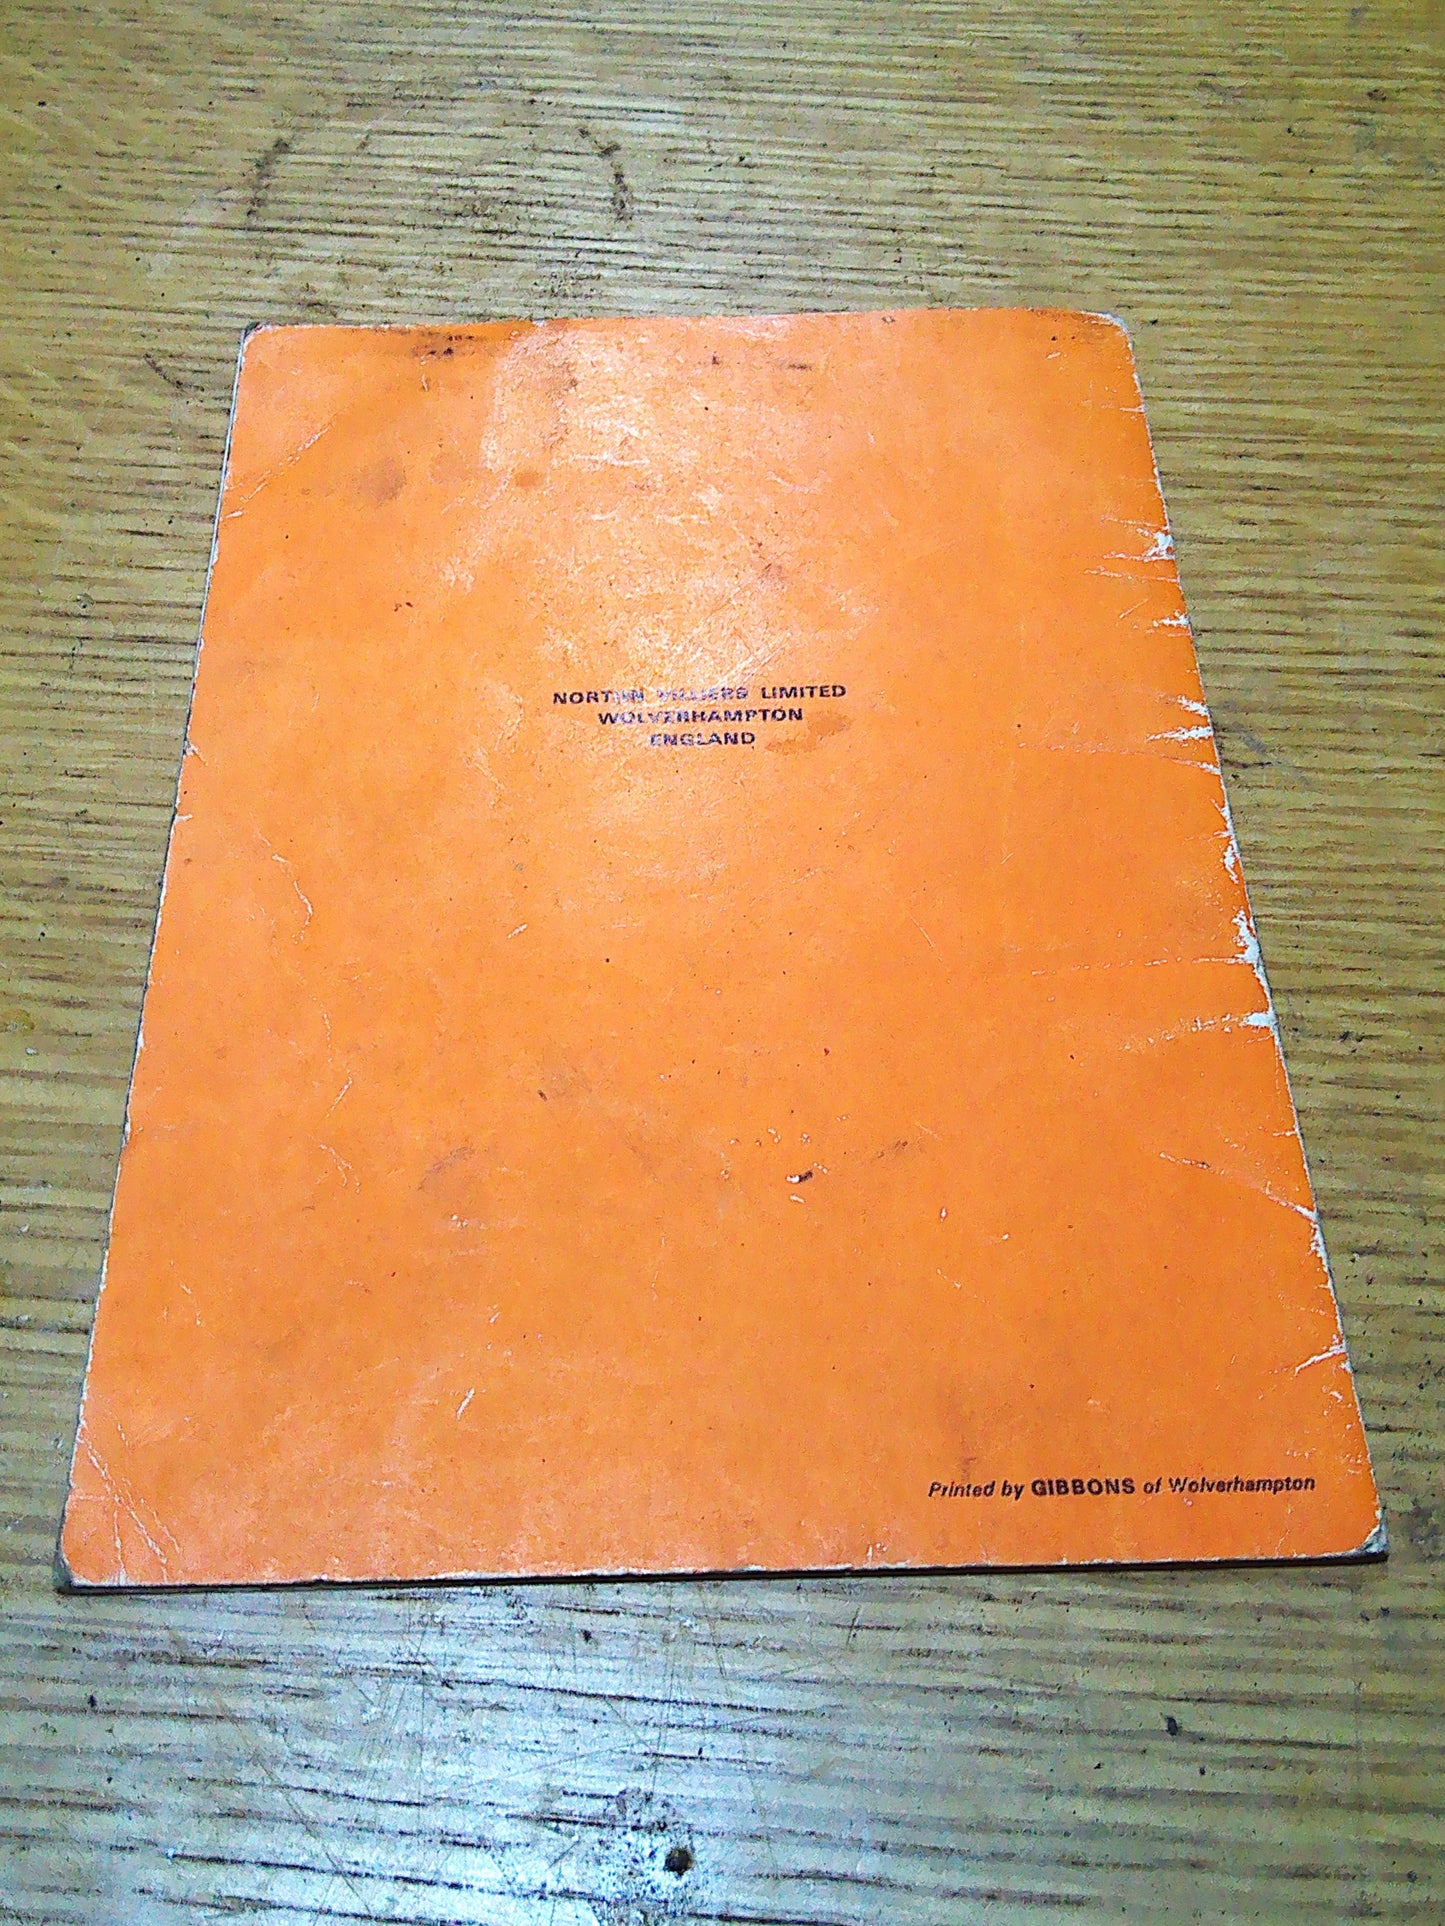 NORTON VILLIERS LIMITED
WOLVERHAMPTON
ENGLAND
Printed by GIBBONS of Wolverhampton